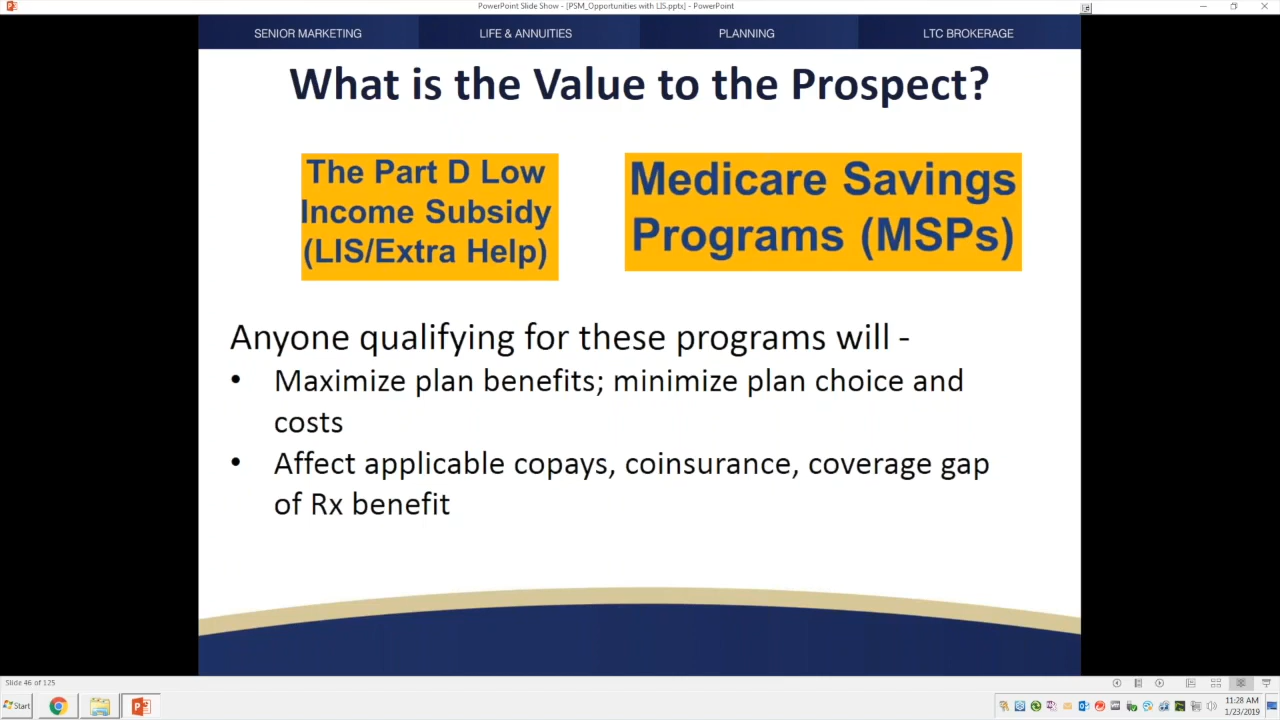 PowerPoint Slide Show - [PSM_Opportunities with LIS.pptx] - PowerPoint
SENIOR MARKETING
LIFE & ANNUITIES
PLANNING
LTC BROKERAGE
What is the Value to the Prospect?
The Part D Low
Income Subsidy
(LIS/Extra Help)
Medicare Savings
Programs (MSPs)
Anyone qualifying for these programs will -
• Maximize plan benefits; minimize plan choice and
costs
• Affect applicable copays, coinsurance, coverage gap
of Rx benefit
Slide 46 of 125
Start
11:28 AM
1/23/2019